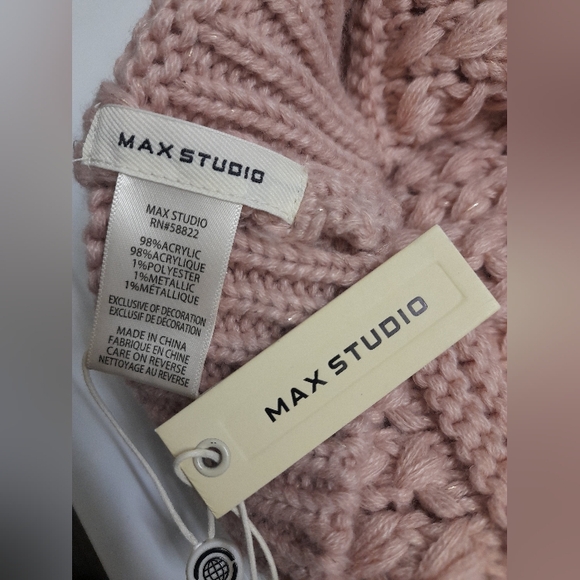 MAX STUDIO
MAX STUDIO
RN#58822
98%ACRYLIC
98%ACRYLIQUE
1%POLYESTER
1%METALLIC
1%METALLIQUE
EXCLUSIVE OF DECORATION
EXCLUSIF DE DÉCORATION
MADE IN CHINA
FABRIQUE EN CHINE
CARE ON REVERSE
NETTOYAGE AU REVERSE
MAX STUDIO